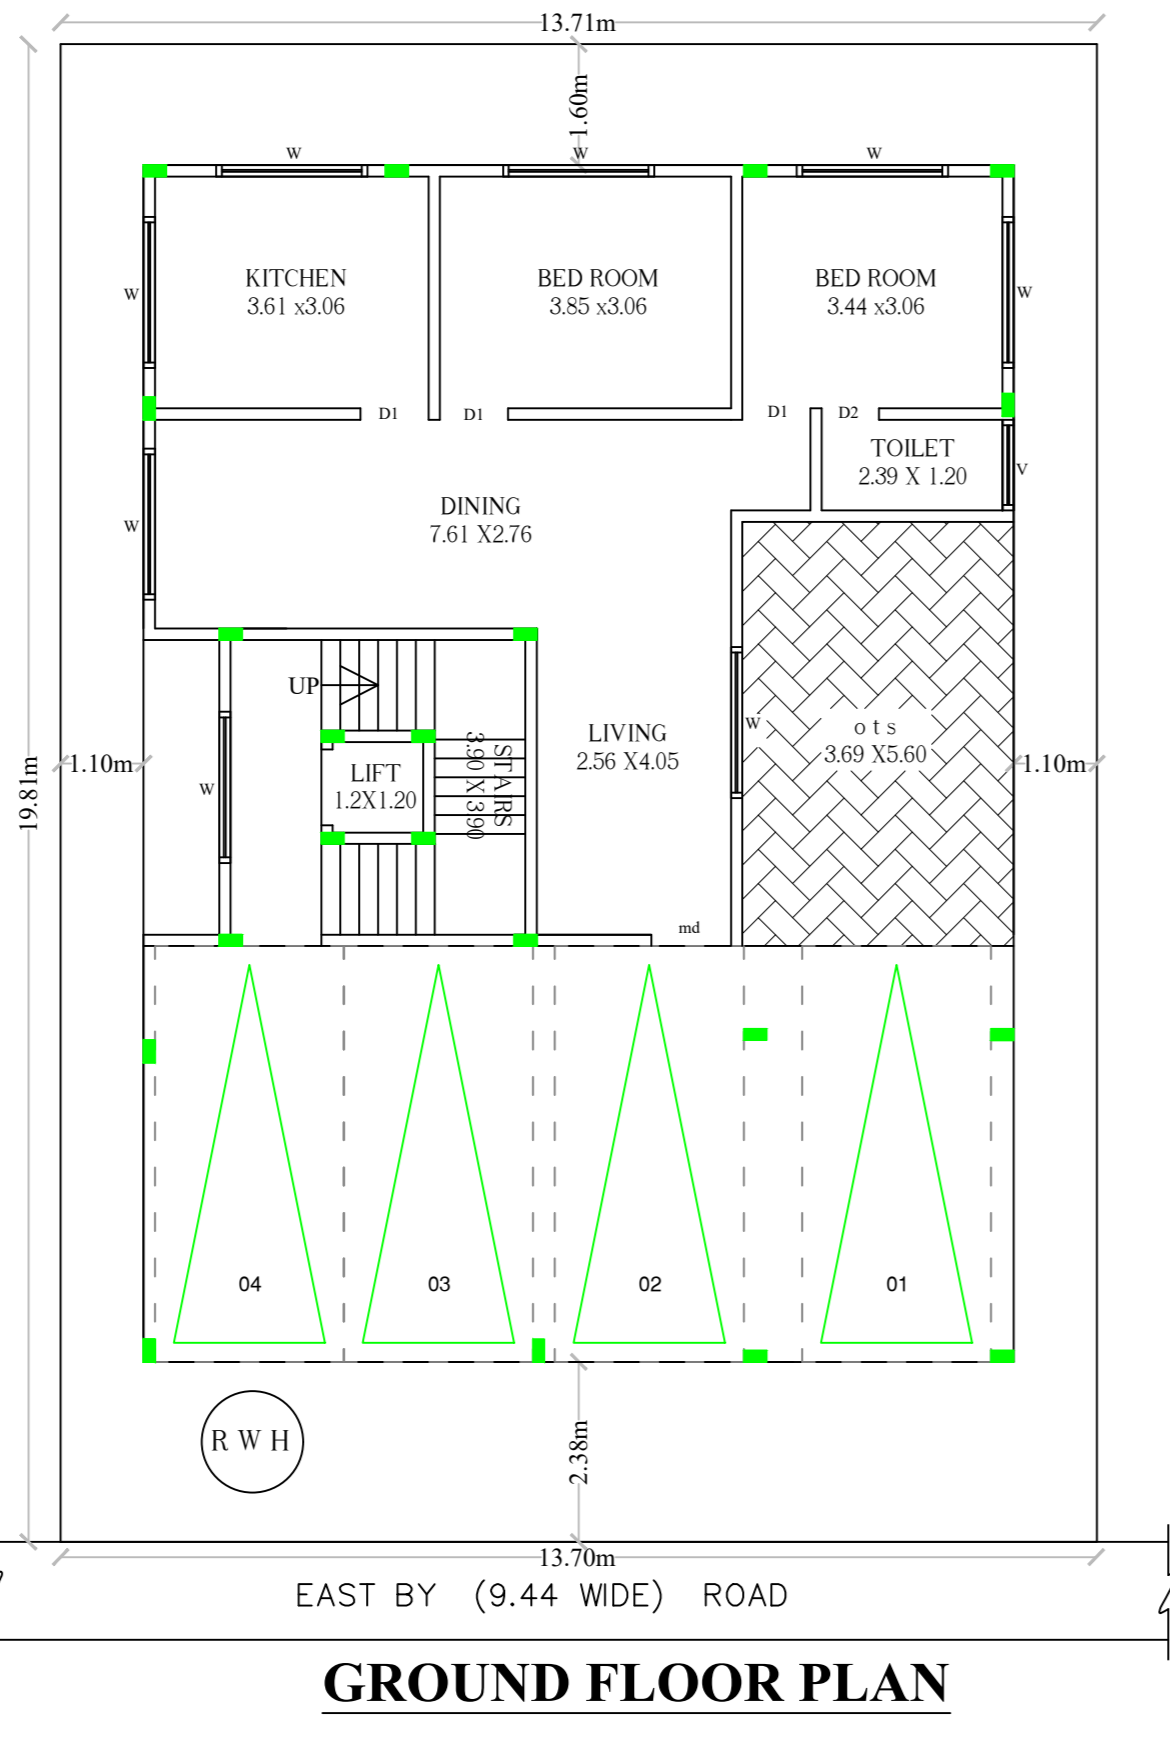 13.71m
1.60m
W
W
W
KITCHEN
3.61 x3.06
BED ROOM
3.85 x3.06
BED ROOM
3.44 x3.06
W
W
D1
D1
D1
D2
TOILET
2.39 X 1.20
V
DINING
7.61 X2.76
W
UP
LIVING
2.56 X4.05
W
ots
3.69 X5.60
STAIRS
3.90 X 3.90
LIFT
1.2X1.20
W
19.81m
1.10m
1.10m
md
04
03
02
01
R W H
2.38m
13.70m
EAST BY (9.44 WIDE) ROAD
GROUND FLOOR PLAN